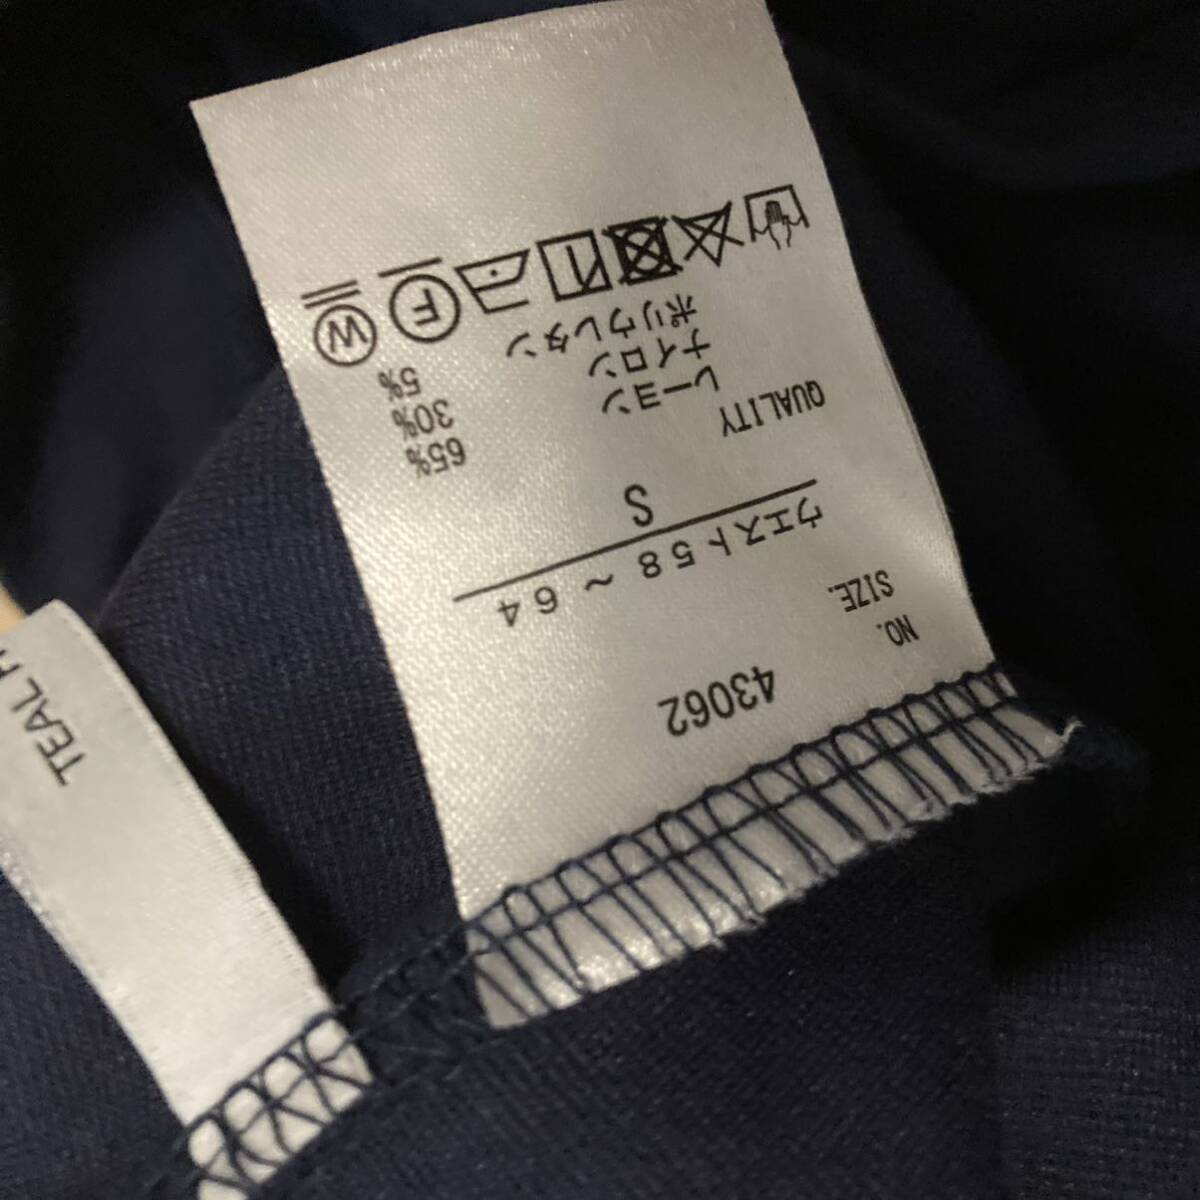 NO. 43062
SIZE.
ウエスト58～64
S
QUALITY
レーヨン 65%
ナイロン 30%
ポリウレタン 5%
F
W
TEAL